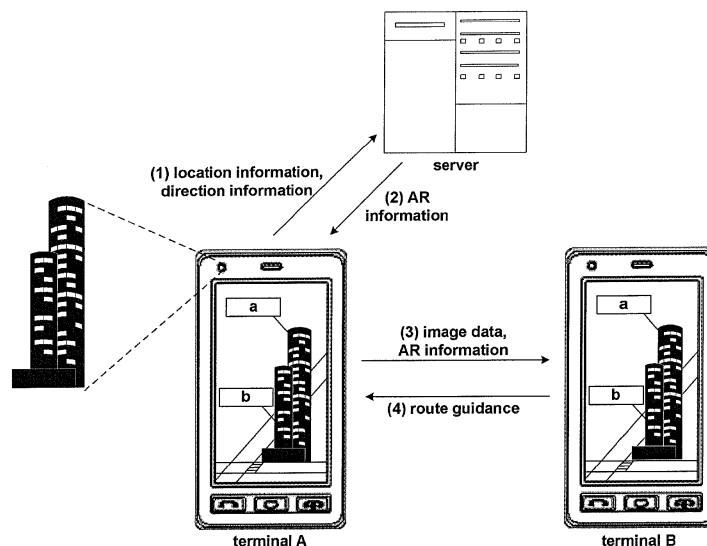 server
(1) location information,
direction information
(2) AR
information
a
b
(3) image data,
AR information
(4) route guidance
a
b
terminal A
terminal B